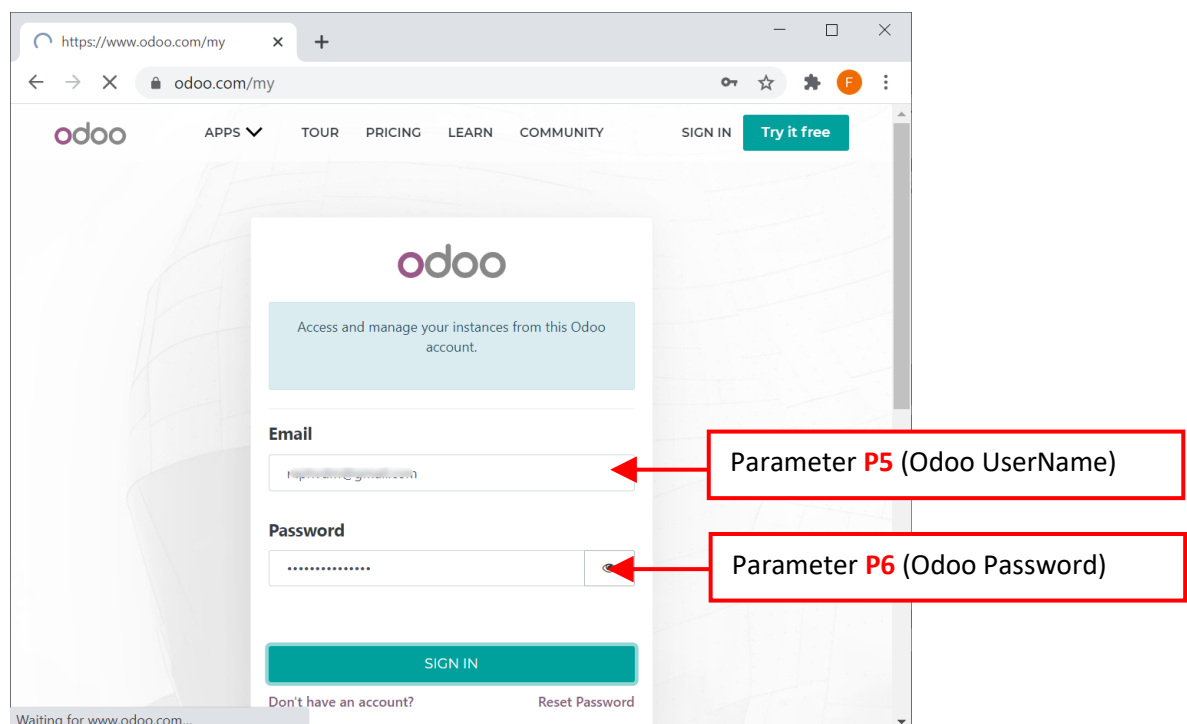 https://www.odoo.com/my
odoo.com/my
F
odoo
APPS TOUR PRICING LEARN COMMUNITY SIGN IN Try it free
odoo
Access and manage your instances from this Odoo
account.
Email
Parameter P5 (Odoo UserName)
Password
Parameter P6 (Odoo Password)
SIGN IN
Don't have an account? Reset Password
Waiting for www.odoo.com...